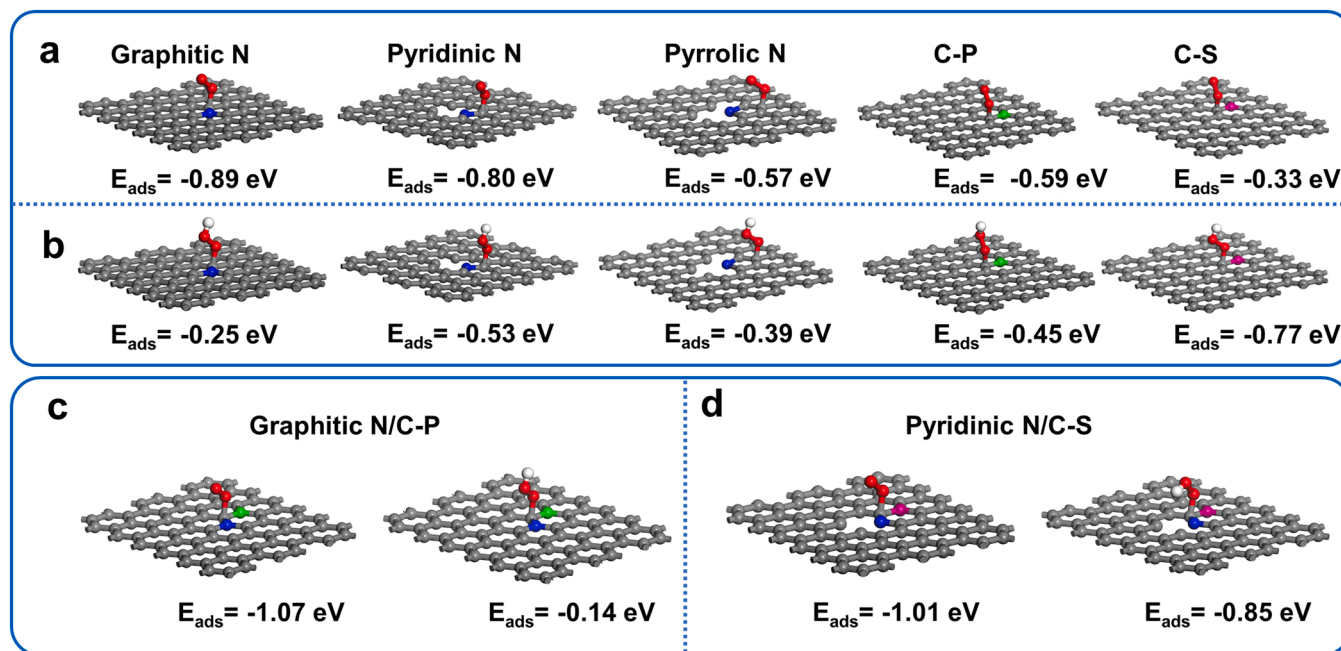 a
Graphitic N Pyridinic N Pyrrolic N C-P C-S
Eads= -0.89 eV Eads= -0.80 eV Eads= -0.57 eV Eads= -0.59 eV Eads= -0.33 eV
b
Eads= -0.25 eV Eads= -0.53 eV Eads= -0.39 eV Eads= -0.45 eV Eads= -0.77 eV
c
Graphitic N/C-P
Eads= -1.07 eV Eads= -0.14 eV
d
Pyridinic N/C-S
Eads= -1.01 eV Eads= -0.85 eV